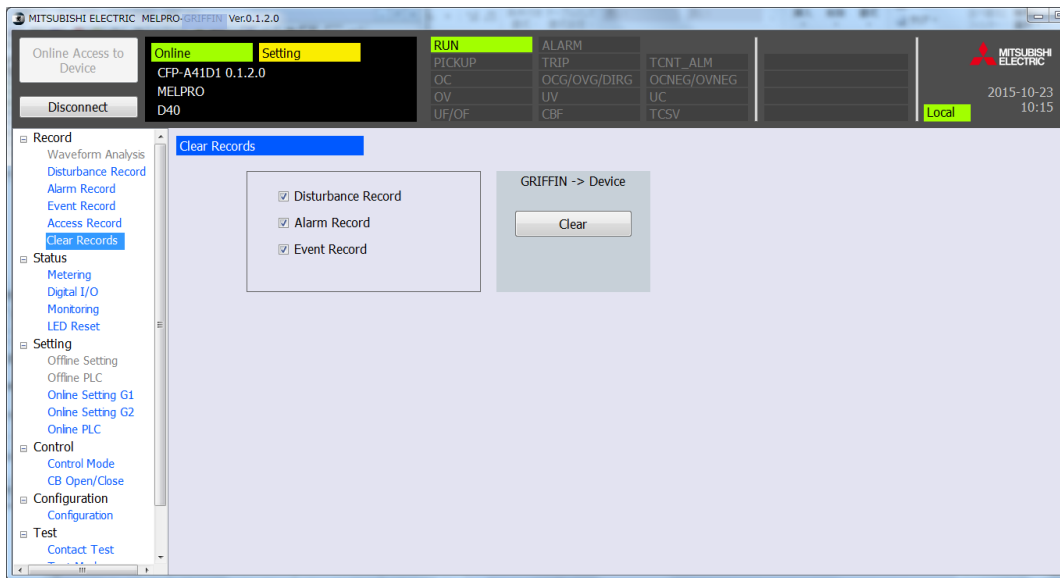 MITSUBISHI ELECTRIC MELPRO-GRIFFIN Ver.0.1.2.0
Online Access to
Device
Disconnect
Online
Setting
CFP-A41D1 0.1.2.0
MELPRO
D40
RUN
ALARM
PICKUP
TRIP
TCNT_ALM
OC
OCG/OVG/DIRG
OCNEG/OVNEG
OV
UV
UC
UF/OF
CBF
TCSV
MITSUBISHI
ELECTRIC
2015-10-23
10:15
Local
Record
Waveform Analysis
Disturbance Record
Alarm Record
Event Record
Access Record
Clear Records
Status
Metering
Digital I/O
Monitoring
LED Reset
Setting
Offline Setting
Offline PLC
Online Setting G1
Online Setting G2
Online PLC
Control
Control Mode
CB Open/Close
Configuration
Configuration
Test
Contact Test
Clear Records
Disturbance Record
Alarm Record
Event Record
GRIFFIN -> Device
Clear